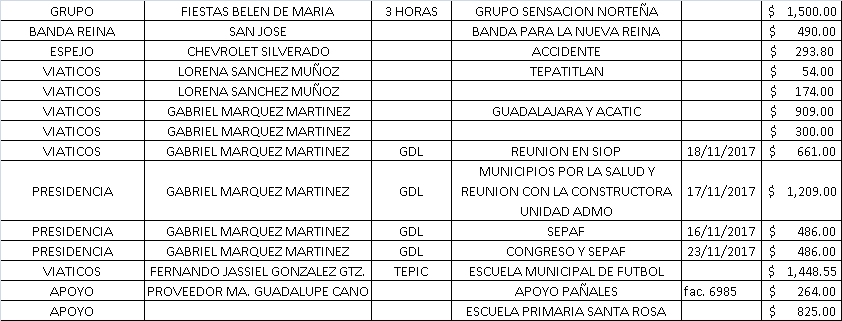 GRUPO FIESTAS BELEN DE MARIA 3 HORAS GRUPO SENSACION NORTEÑA $ 1,500.00
BANDA REINA SAN JOSE BANDA PARA LA NUEVA REINA $ 490.00
ESPEJO CHEVROLET SILVERADO ACCIDENTE $ 293.80
VIATICOS LORENA SANCHEZ MUÑOZ TEPATITLAN $ 54.00
VIATICOS LORENA SANCHEZ MUÑOZ $ 174.00
VIATICOS GABRIEL MARQUEZ MARTINEZ GUADALAJARA Y ACATIC $ 909.00
VIATICOS GABRIEL MARQUEZ MARTINEZ $ 300.00
VIATICOS GABRIEL MARQUEZ MARTINEZ GDL REUNION EN SIOP 18/11/2017 $ 661.00
MUNICIPIOS POR LA SALUD Y
PRESIDENCIA GABRIEL MARQUEZ MARTINEZ GDL REUNION CON LA CONSTRUCTORA 17/11/2017 $ 1,209.00
UNIDAD ADMO
PRESIDENCIA GABRIEL MARQUEZ MARTINEZ GDL SEPAF 16/11/2017 $ 486.00
PRESIDENCIA GABRIEL MARQUEZ MARTINEZ GDL CONGRESO Y SEPAF 23/11/2017 $ 486.00
VIATICOS FERNANDO JASSIEL GONZALEZ GTZ. TEPIC ESCUELA MUNICIPAL DE FUTBOL $ 1,448.55
APOYO PROVEEDOR MA. GUADALUPE CANO APOYO PAÑALES fac. 6985 $ 264.00
APOYO ESCUELA PRIMARIA SANTA ROSA $ 825.00